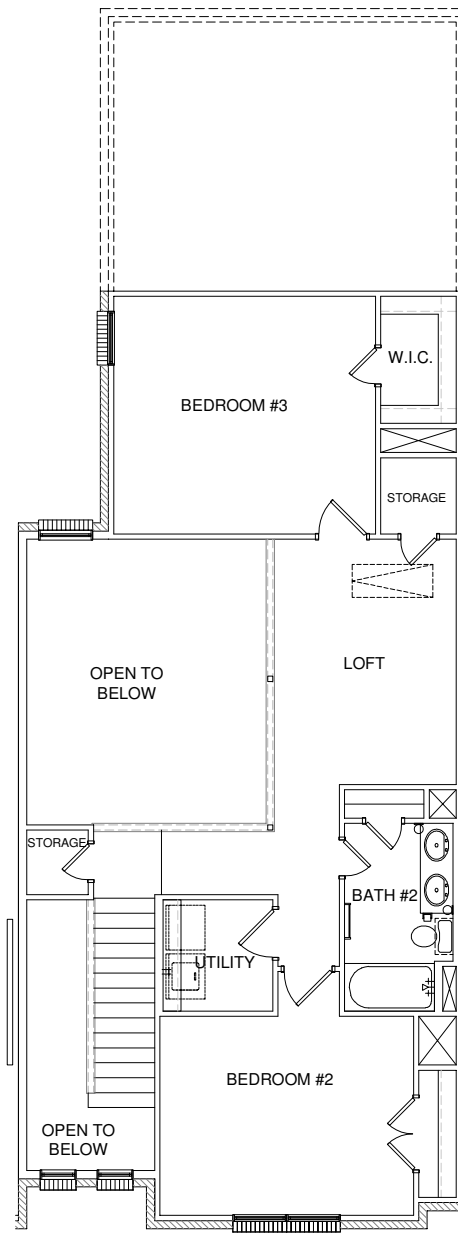 W.I.C.
BEDROOM #3
STORAGE
LOFT
OPEN TO
BELOW
STORAGE
BATH #2
UTILITY
BEDROOM #2
OPEN TO
BELOW